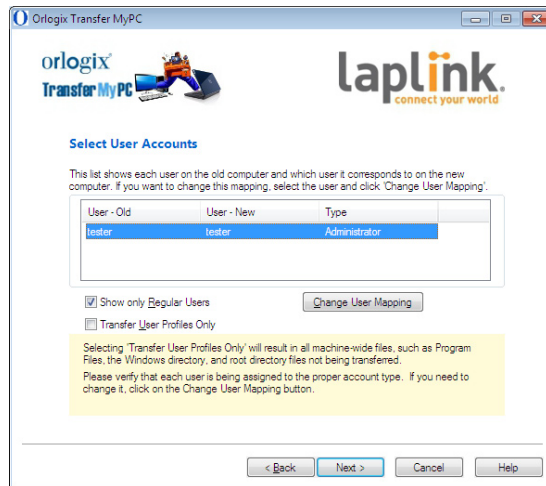 Orlogix Transfer MyPC
orlogix®
Transfer My PC
laplink.
connect your world
Select User Accounts
This list shows each user on the old computer and which user it corresponds to on the new
computer. If you want to change this mapping, select the user and click 'Change User Mapping'.
User - Old User - New Type
tester tester Administrator
Show only Regular Users Change User Mapping
Transfer User Profiles Only
Selecting 'Transfer User Profiles Only' will result in all machine-wide files, such as Program
Files, the Windows directory, and root directory files not being transferred.
Please verify that each user is being assigned to the proper account type. If you need to
change it, click on the Change User Mapping button.
< Back Next > Cancel Help